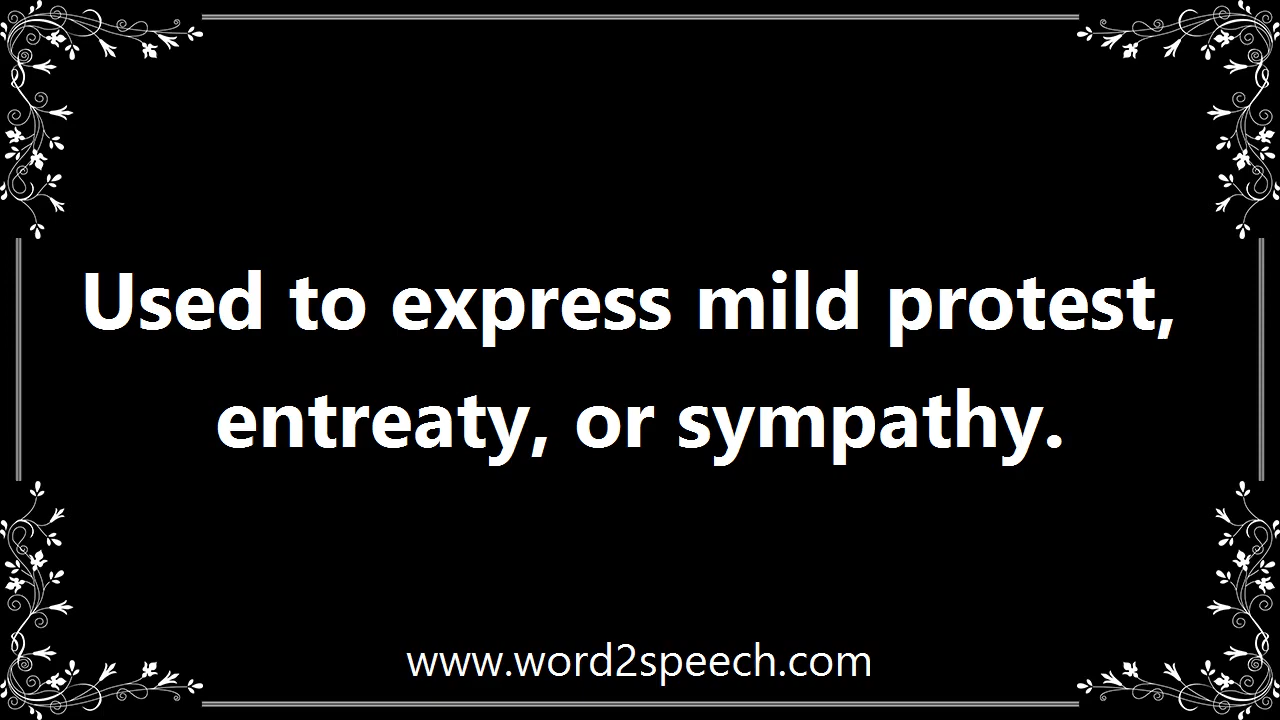 Used to express mild protest,
entreaty, or sympathy.
www.word2speech.com